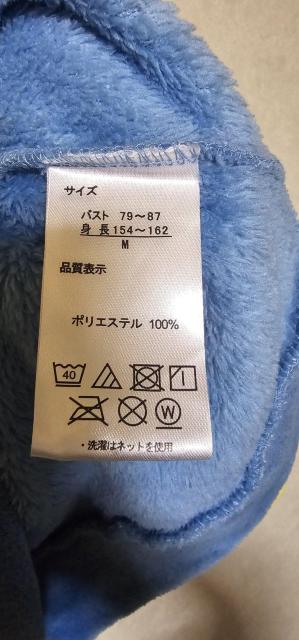 サイズ
バスト 79～87
身 長 154～162
M
品質表示
ポリエステル 100%
40
W
・洗濯はネットを使用